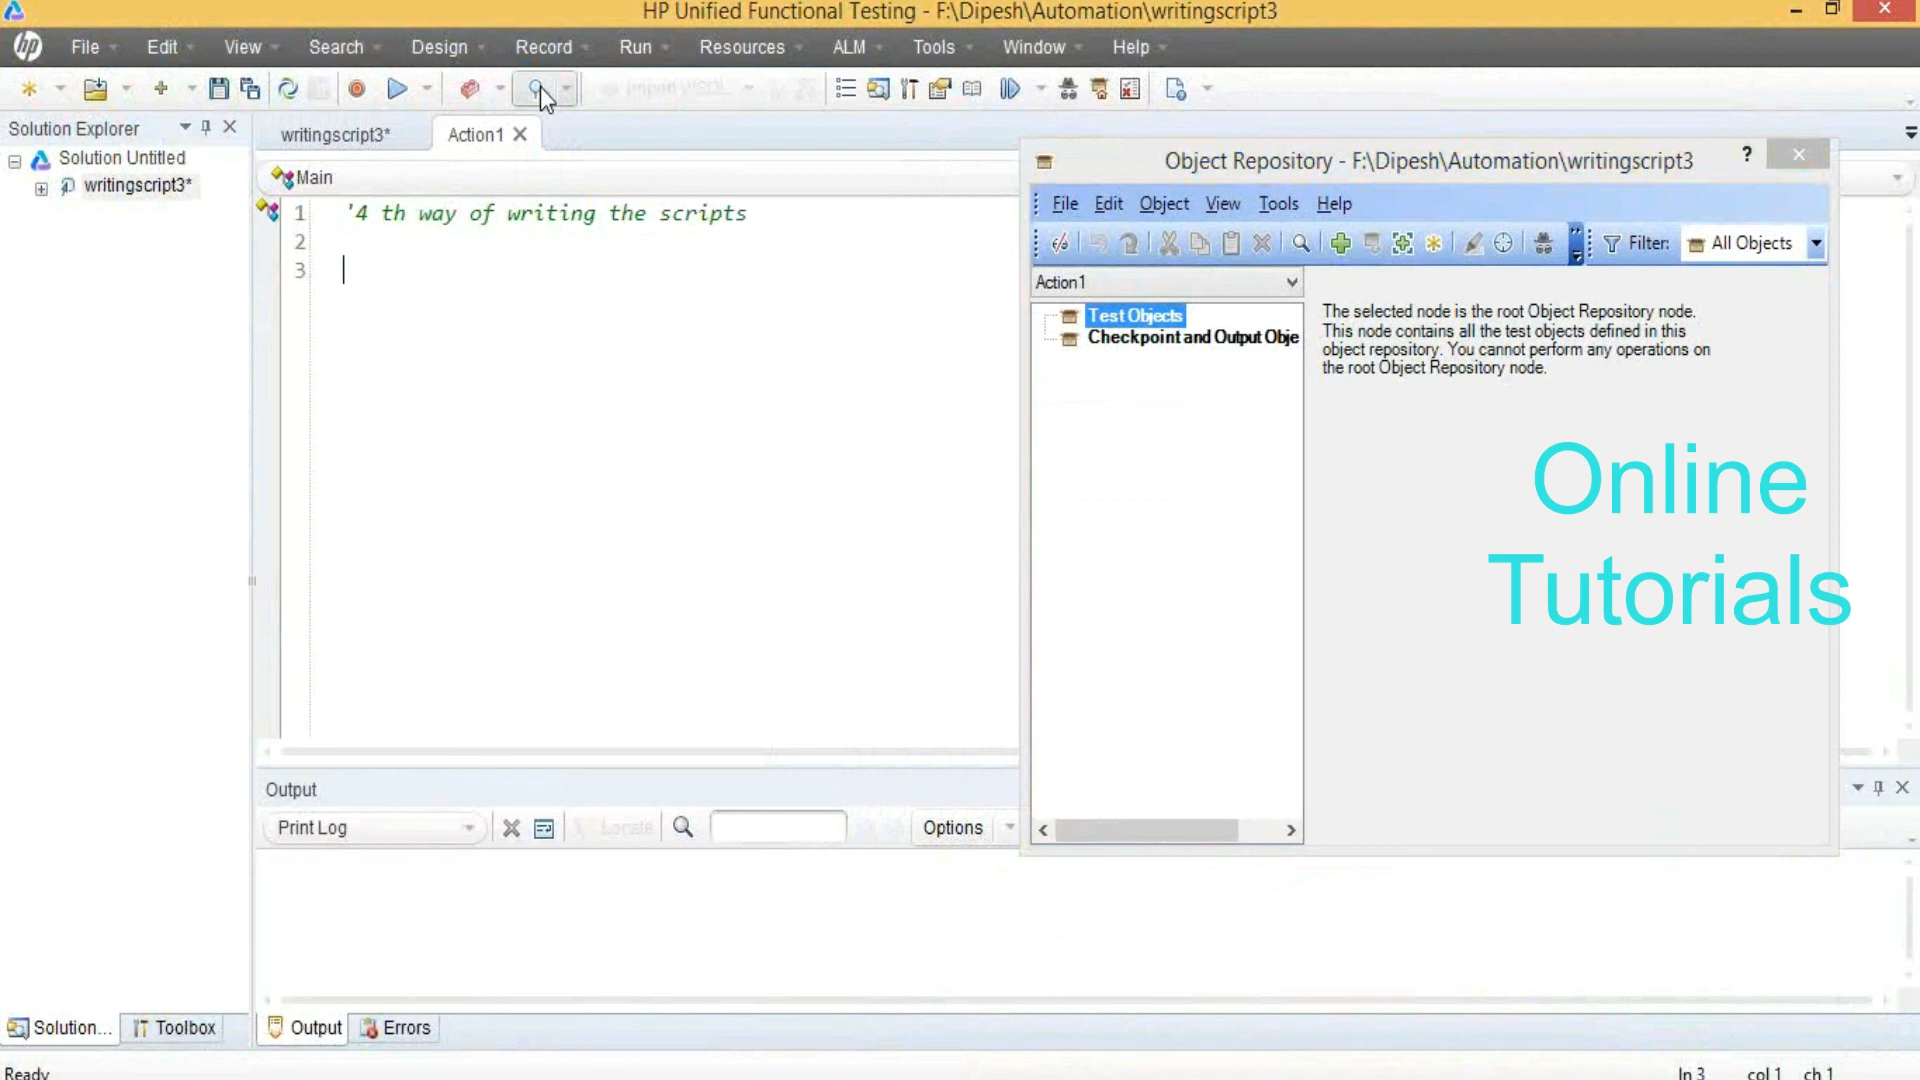 HP Unified Functional Testing - F:\Dipesh\Automation\writingscript3
hp File Edit View Search Design Record Run Resources ALM Tools Window Help
Import WSDL
Solution Explorer
Solution Untitled
writingscript3*
writingscript3* Action1
Main
1 '4 th way of writing the scripts
2
3
Object Repository - F:\Dipesh\Automation\writingscript3 ?
File Edit Object View Tools Help
Filter: All Objects
Action1
Test Objects
Checkpoint and Output Obje
The selected node is the root Object Repository node.
This node contains all the test objects defined in this
object repository. You cannot perform any operations on
the root Object Repository node.
Online
Tutorials
Output
Print Log Locate Options
Solution... Toolbox Output Errors
Ready ln 3 col 1 ch 1